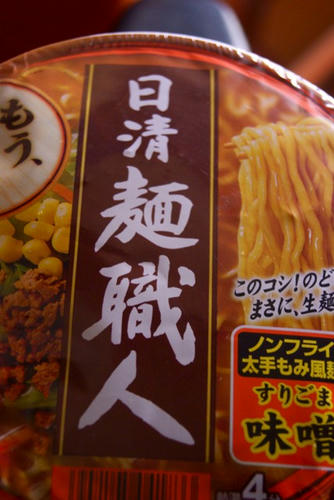 もう、
日清
麺職人
このコシ!のど
まさに、生麺
ノンフライ
太手もみ風麺
すりごま
味噌
4